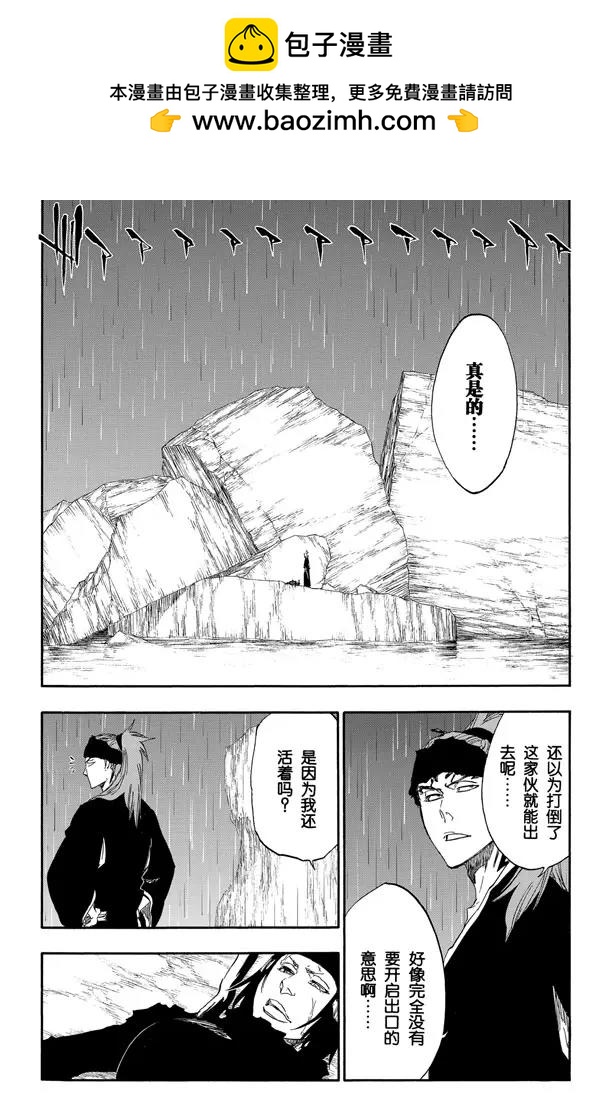 包子漫畫
本漫畫由包子漫畫收集整理，更多免費漫畫請訪問
👉 www.baozimh.com 👈
真是的……
还以为打倒了
这家伙就能出
去呢……
好像完全没有
要开启出口的
意思啊……
是因为我还
活着吗？